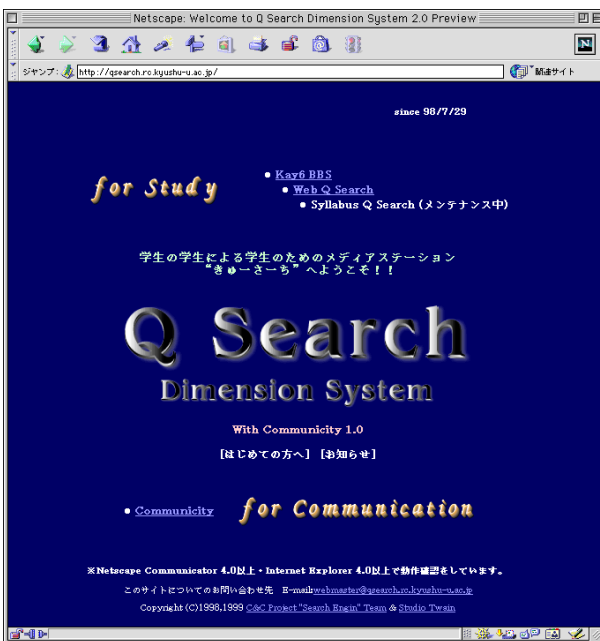 Netscape: Welcome to Q Search Dimension System 2.0 Preview
N
ジャンプ: http://qsearch.rc.kyushu-u.ac.jp/ 関連サイト
since 98/7/29
for Study
Kay6 BBS
Web Q Search
Syllabus Q Search (メンテナンス中)
学生の学生による学生のためのメディアステーション
“きゅーさーち”へようこそ！！
Q Search
Dimension System
With Communicity 1.0
[はじめての方へ] [お知らせ]
Communicity for Communication
※Netscape Communicator 4.0以上・Internet Explorer 4.0以上で動作確認をしています。
このサイトについてのお問い合わせ先 E-mail:webmaster@qsearch.rc.kyushu-u.ac.jp
Copyright (C)1998,1999 C&C Project "Search Engin" Team & Studio Twain